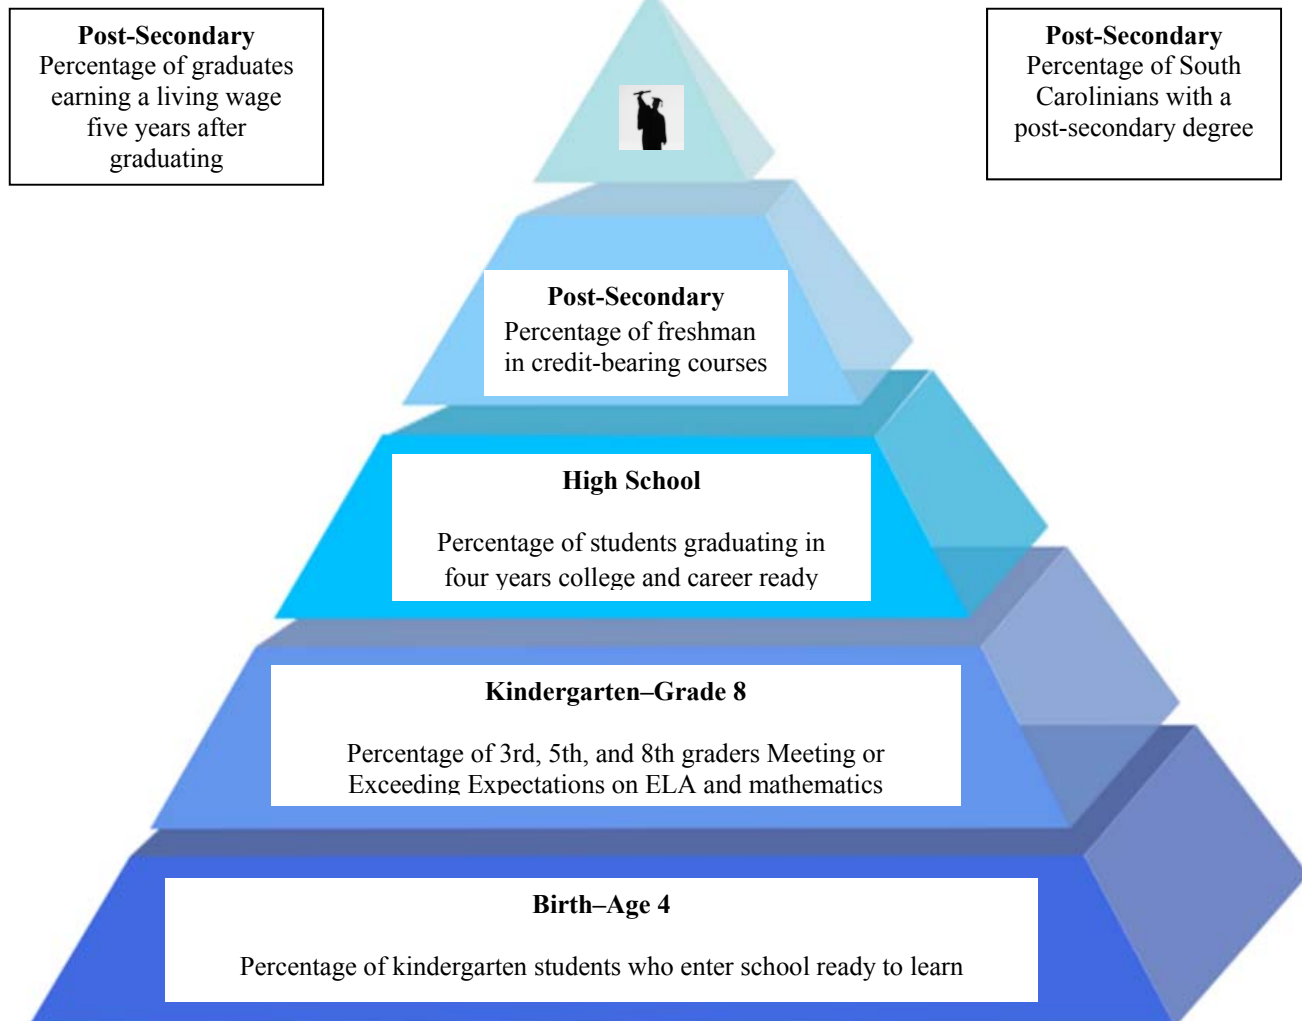 Post-Secondary
Percentage of graduates
earning a living wage
five years after
graduating
Post-Secondary
Percentage of South
Carolinians with a
post-secondary degree
Post-Secondary
Percentage of freshman
in credit-bearing courses
High School
Percentage of students graduating in
four years college and career ready
Kindergarten–Grade 8
Percentage of 3rd, 5th, and 8th graders Meeting or
Exceeding Expectations on ELA and mathematics
Birth–Age 4
Percentage of kindergarten students who enter school ready to learn